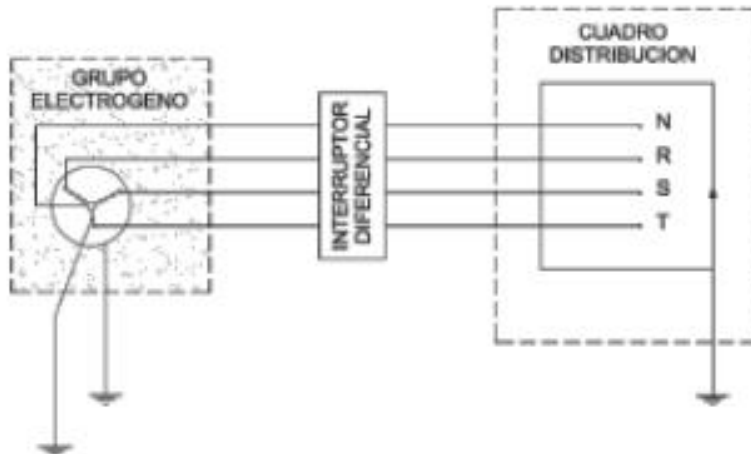 GRUPO
ELECTROGENO
INTERRUPTOR
DIFERENCIAL
CUADRO
DISTRIBUCION
N
R
S
T